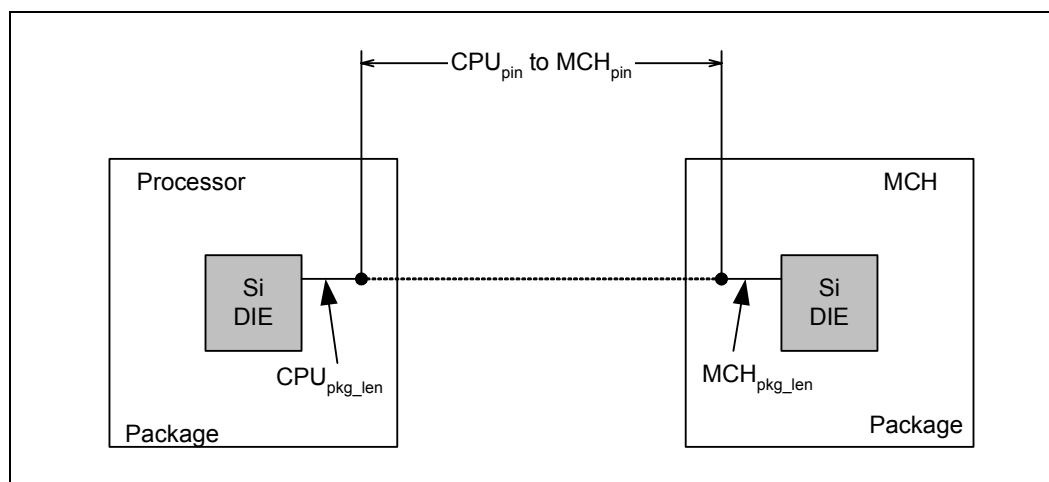 CPUpin to MCHpin
Processor
MCH
Si
DIE
Si
DIE
CPUpkg_len
MCHpkg_len
Package
Package